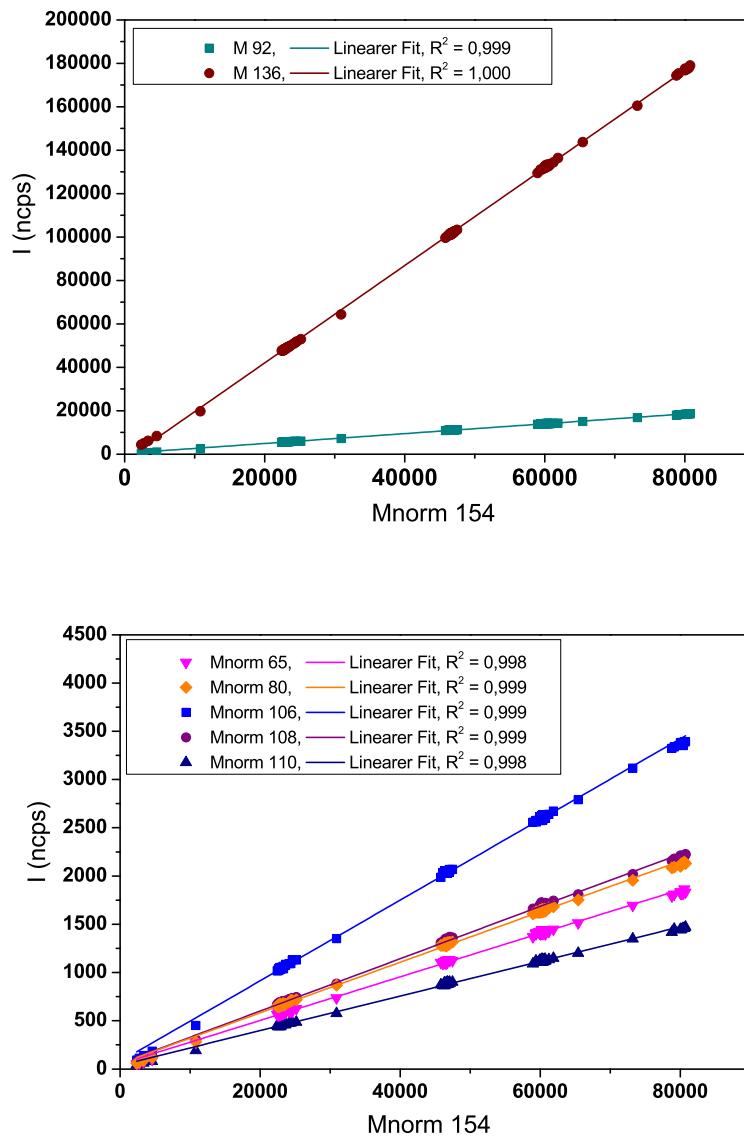 200000
180000
160000
140000
120000
100000
80000
60000
40000
20000
0
I (ncps)
M 92, Linearer Fit, R² = 0,999
M 136, Linearer Fit, R² = 1,000
0 20000 40000 60000 80000
Mnorm 154
4500
4000
3500
3000
2500
2000
1500
1000
500
0
I (ncps)
Mnorm 65, Linearer Fit, R² = 0,998
Mnorm 80, Linearer Fit, R² = 0,999
Mnorm 106, Linearer Fit, R² = 0,999
Mnorm 108, Linearer Fit, R² = 0,999
Mnorm 110, Linearer Fit, R² = 0,998
0 20000 40000 60000 80000
Mnorm 154